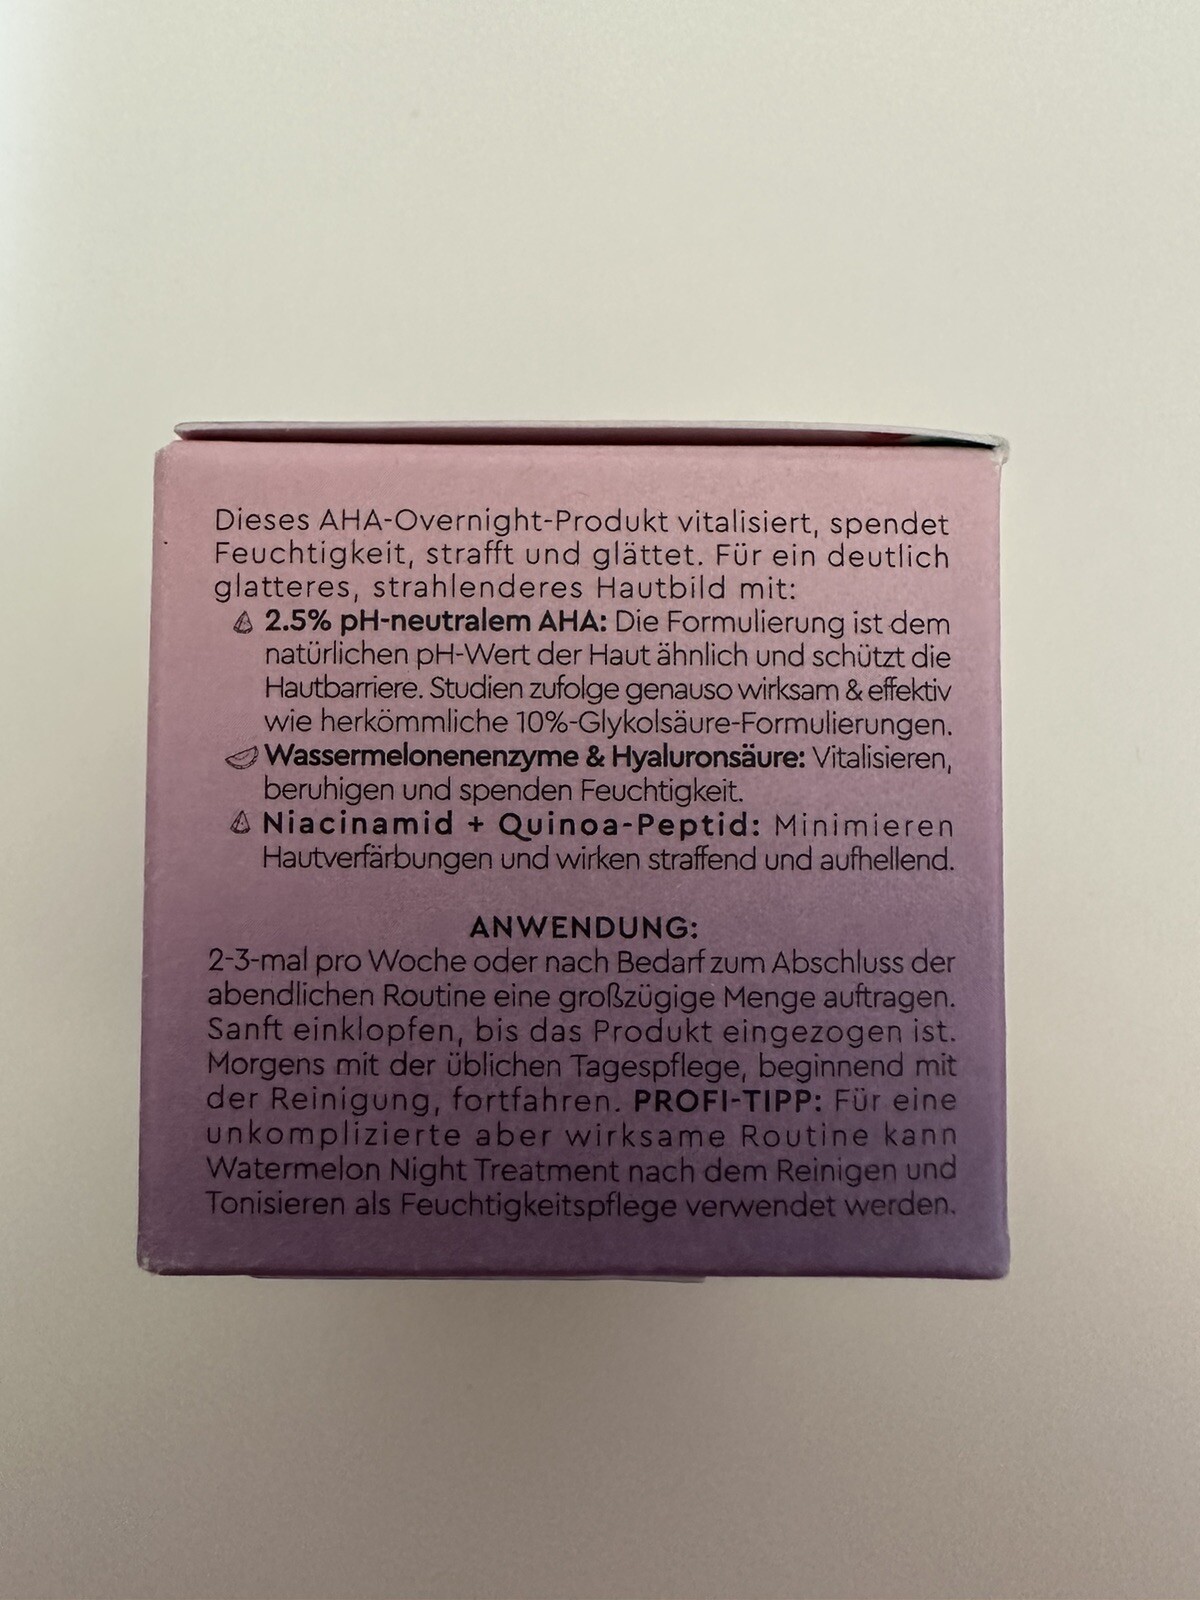 Dieses AHA-Overnight-Produkt vitalisiert, spendet
Feuchtigkeit, strafft und glättet. Für ein deutlich
glatteres, strahlenderes Hautbild mit:
2.5% pH-neutralem AHA: Die Formulierung ist dem
natürlichen pH-Wert der Haut ähnlich und schützt die
Hautbarriere. Studien zufolge genauso wirksam & effektiv
wie herkömmliche 10%-Glykolsäure-Formulierungen.
Wassermelonenenzyme & Hyaluronsäure: Vitalisieren,
beruhigen und spenden Feuchtigkeit.
Niacinamid + Quinoa-Peptid: Minimieren
Hautverfärbungen und wirken straffend und aufhellend.
ANWENDUNG:
2-3-mal pro Woche oder nach Bedarf zum Abschluss der
abendlichen Routine eine großzügige Menge auftragen.
Sanft einklopfen, bis das Produkt eingezogen ist.
Morgens mit der üblichen Tagespflege, beginnend mit
der Reinigung, fortfahren. PROFI-TIPP: Für eine
unkomplizierte aber wirksame Routine kann
Watermelon Night Treatment nach dem Reinigen und
Tonisieren als Feuchtigkeitspflege verwendet werden.